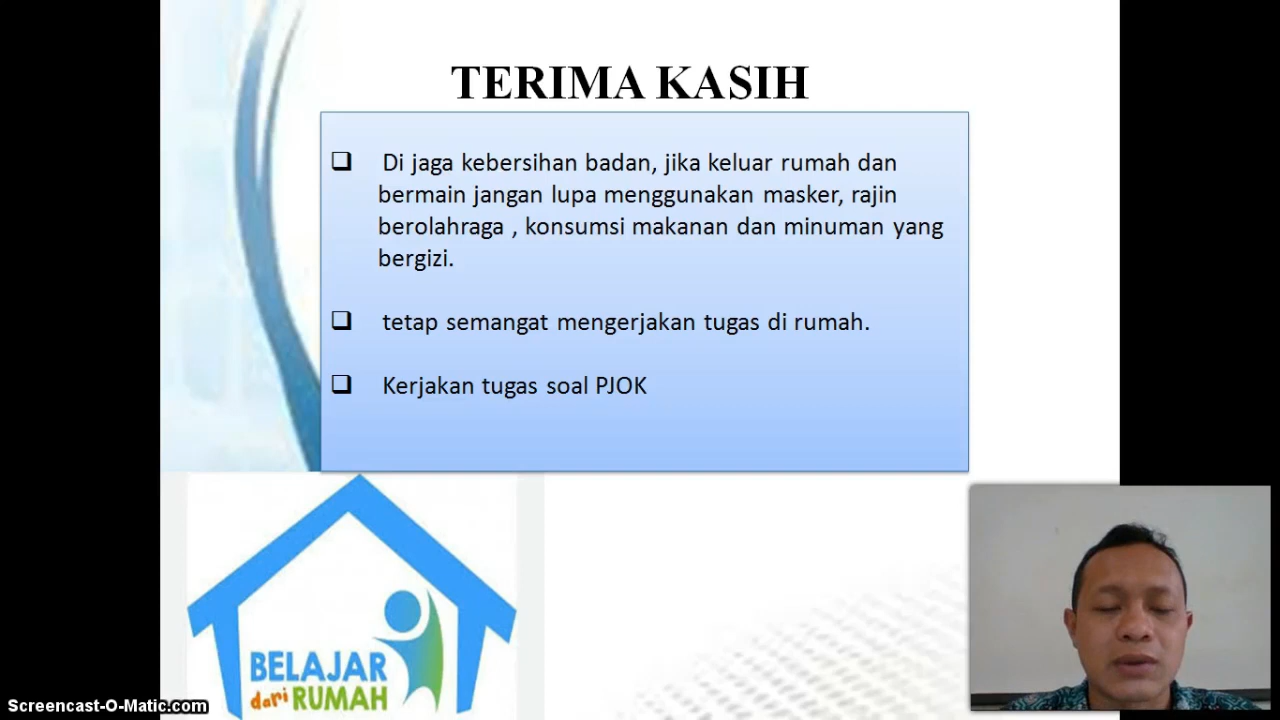 TERIMA KASIH
❑ Di jaga kebersihan badan, jika keluar rumah dan
bermain jangan lupa menggunakan masker, rajin
berolahraga , konsumsi makanan dan minuman yang
bergizi.
❑ tetap semangat mengerjakan tugas di rumah.
❑ Kerjakan tugas soal PJOK
BELAJAR
dari RUMAH
Screencast-O-Matic.com